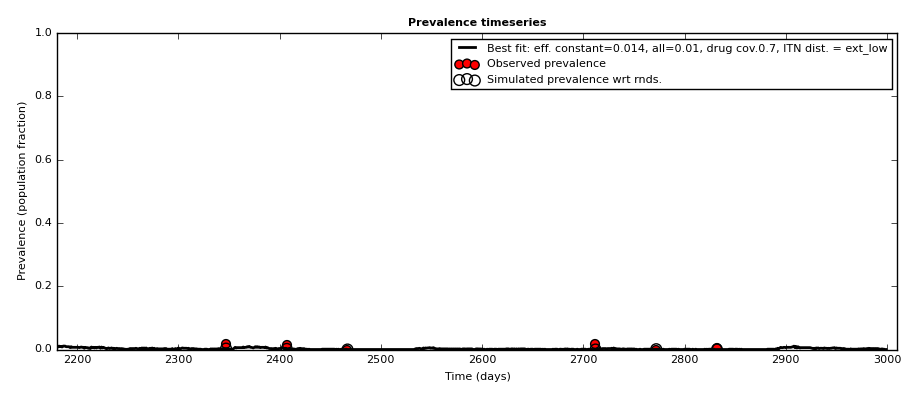 Prevalence timeseries
1.0
Best fit: eff. constant=0.014, all=0.01, drug cov.0.7, ITN dist. = ext_low
Observed prevalence
Simulated prevalence wrt rnds.
0.8
0.6
0.4
0.2
0.0
Prevalence (population fraction)
2200 2300 2400 2500 2600 2700 2800 2900 3000
Time (days)